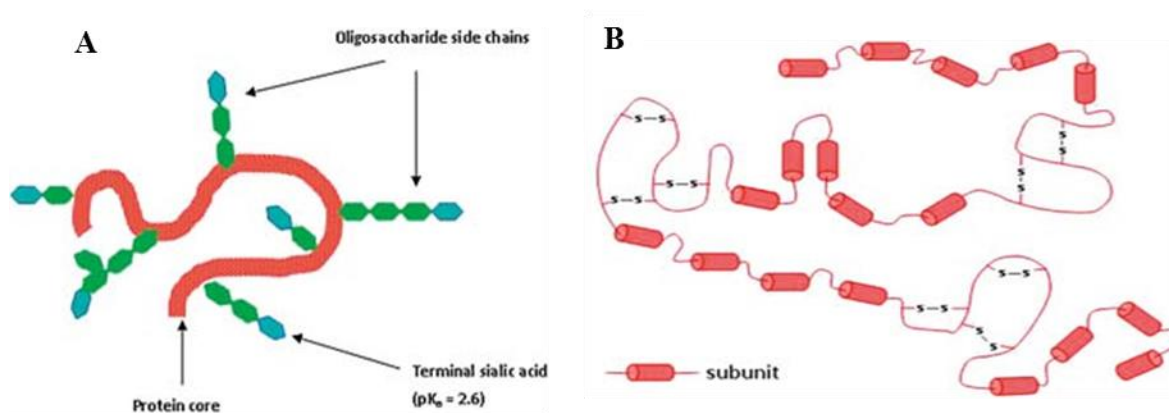 A
Oligosaccharide side chains
Terminal sialic acid
(pKa = 2.6)
Protein core
B
S—S
S—S
S—S
S—S
S—S
S—S
S—S
S—S
subunit